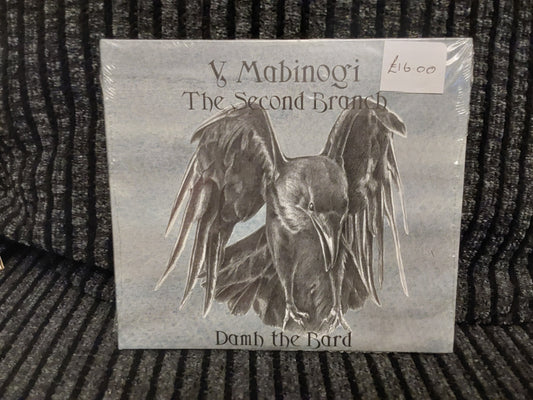 Y Mabinogi
£16.00
The Second Branch
Damh the Bard